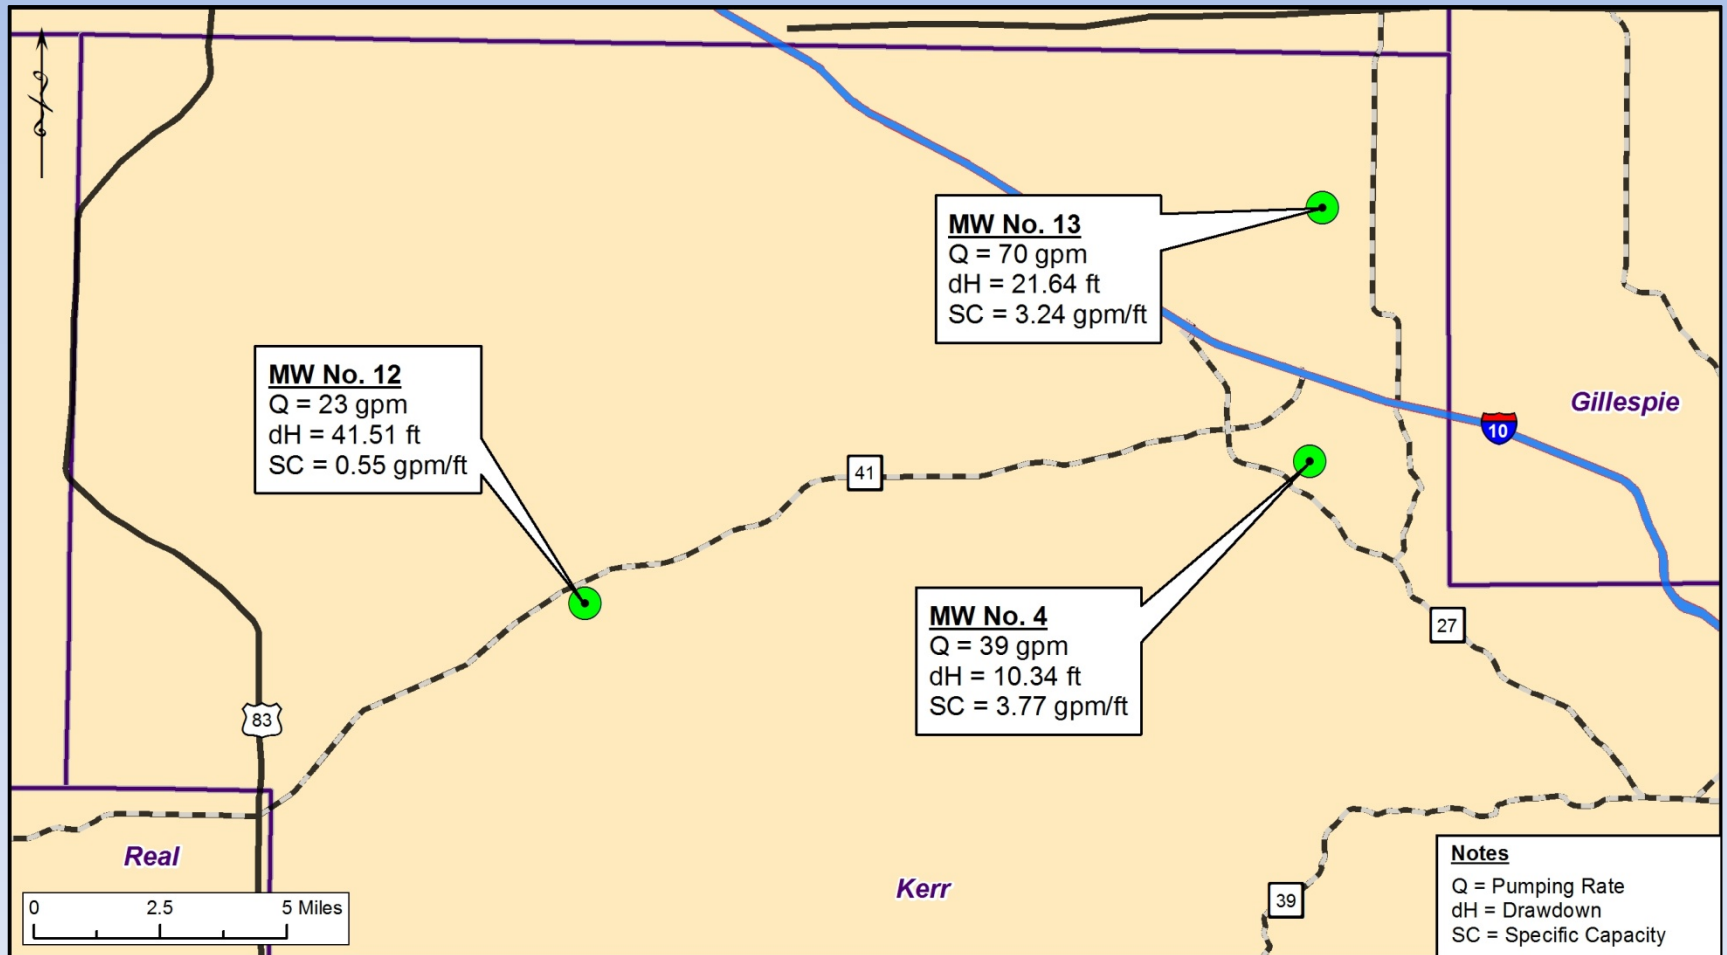 MW No. 13
Q = 70 gpm
dH = 21.64 ft
SC = 3.24 gpm/ft
MW No. 12
Q = 23 gpm
dH = 41.51 ft
SC = 0.55 gpm/ft
Gillespie
10
41
MW No. 4
Q = 39 gpm
dH = 10.34 ft
SC = 3.77 gpm/ft
27
83
Real
Kerr
39
0 2.5 5 Miles
Notes
Q = Pumping Rate
dH = Drawdown
SC = Specific Capacity